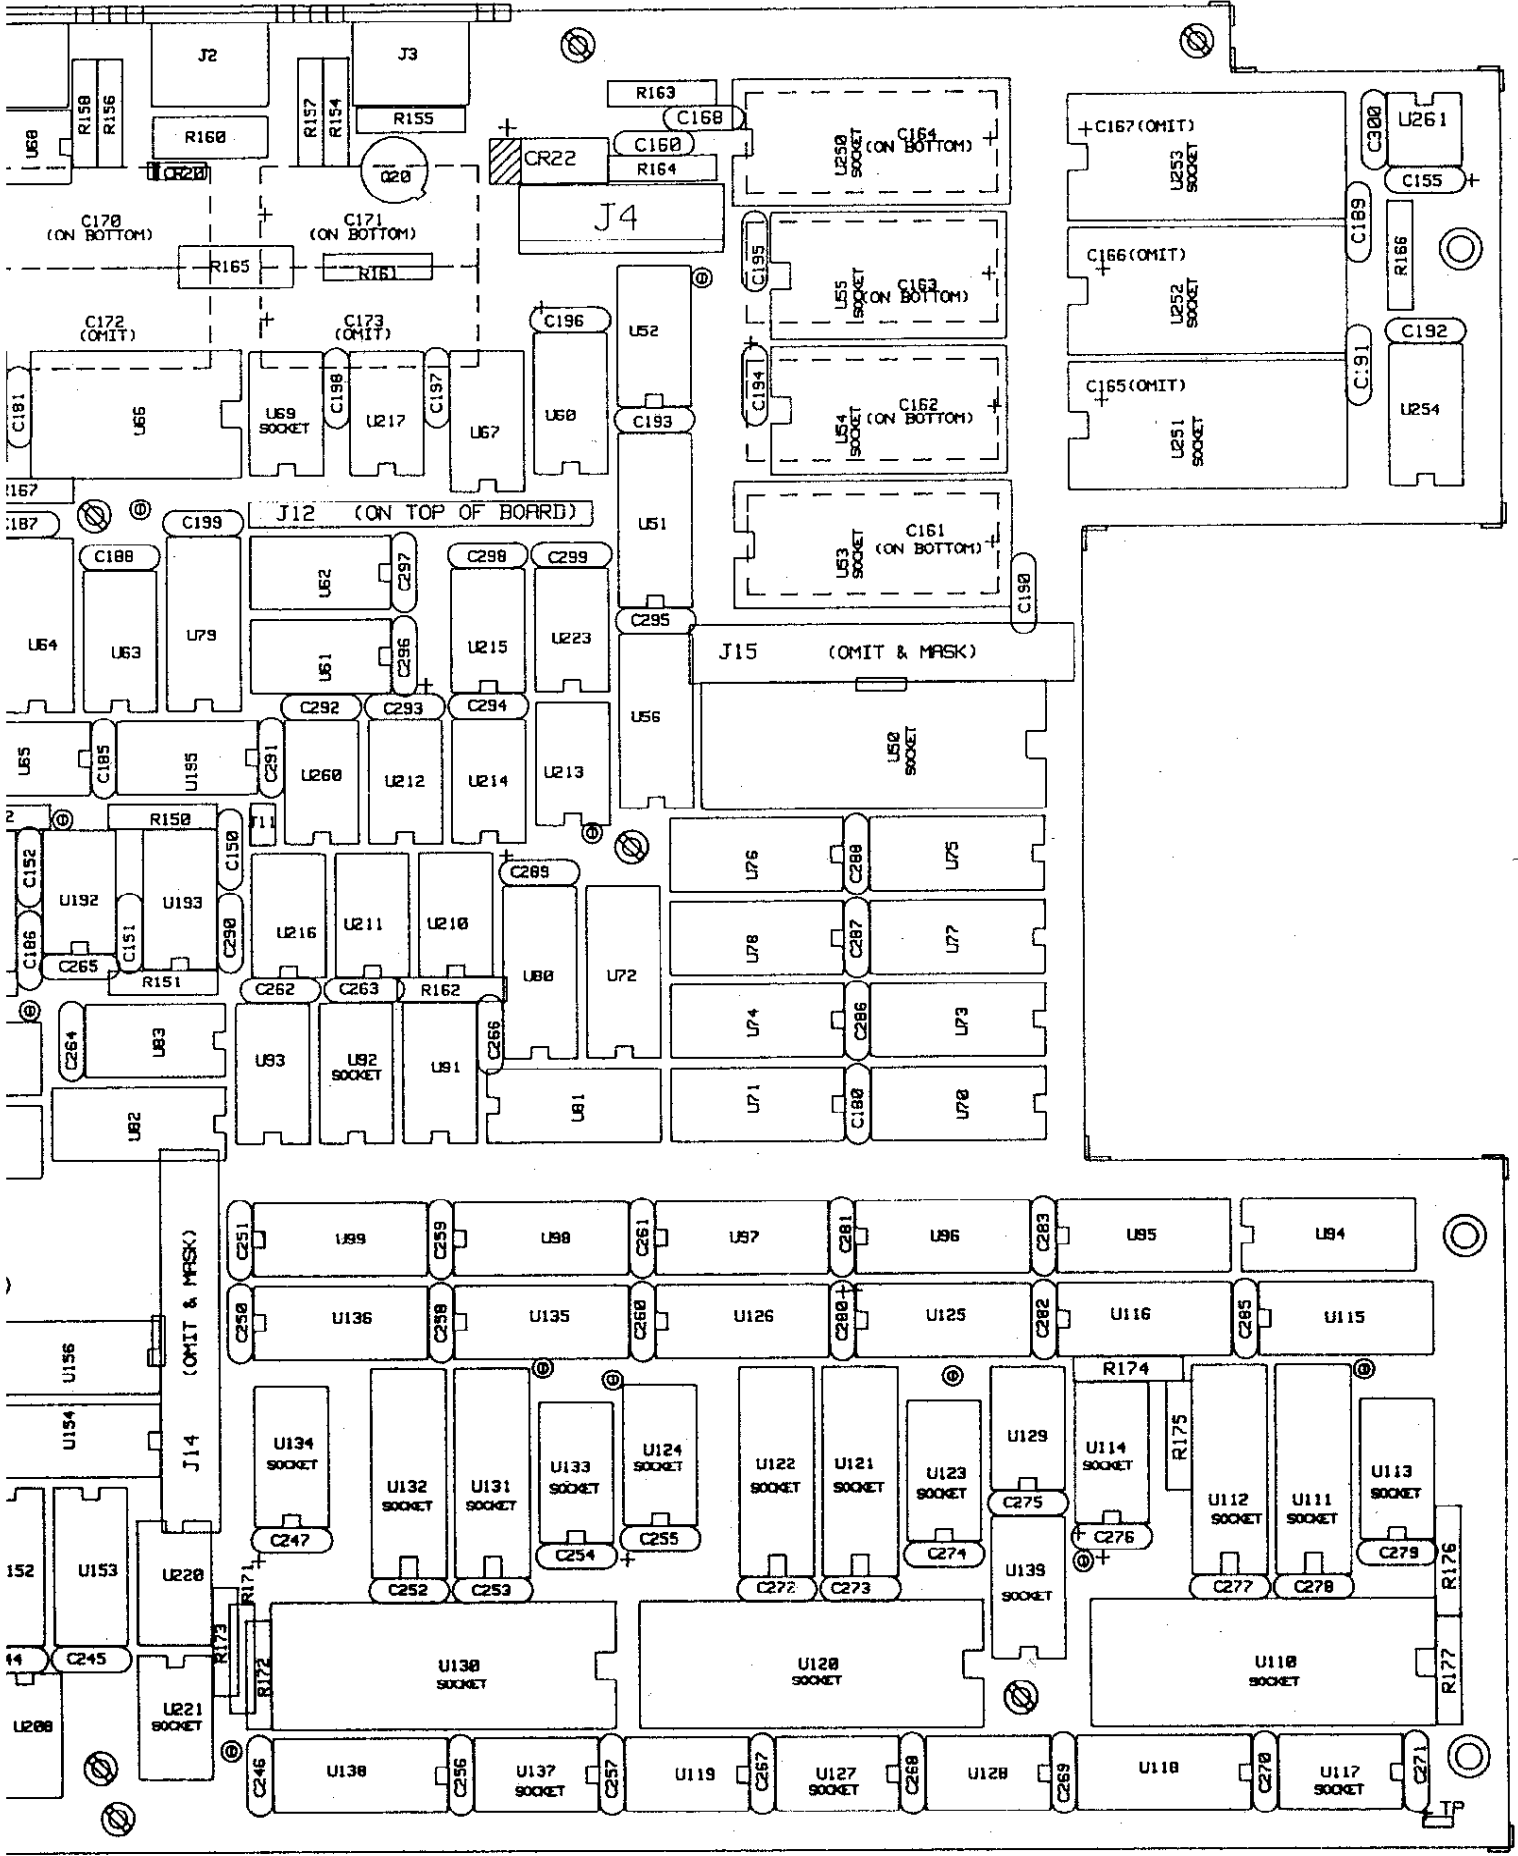 J2
J3
R158
R156
R157
R154
R163
R155
C168
R160
U68
C160
CR22
R164
U250
SOCKET
C164
(ON BOTTOM)
C167(OMIT)
U253
SOCKET
C300
U261
CR20
Q20
C155
C170
(ON BOTTOM)
C171
(ON BOTTOM)
J4
C189
R165
R161
C195
U55
SOCKET
C163
(ON BOTTOM)
C166(OMIT)
U252
SOCKET
R166
C172
(OMIT)
C173
(OMIT)
C196
U52
C192
C181
U66
U69
SOCKET
C198
U217
C197
U67
U60
C193
C194
U54
SOCKET
C162
(ON BOTTOM)
C165(OMIT)
U251
SOCKET
C191
U254
R167
C187
C199
J12 (ON TOP OF BOARD)
U51
U53
SOCKET
C161
(ON BOTTOM)
C188
U62
C297
C298
C299
C190
U64
U63
U79
U61
C296
U215
U223
C295
J15 (OMIT & MASK)
C292
C293
C294
U56
U65
C185
U195
C291
U260
U212
U214
U213
U50
SOCKET
2
R150
J11
C152
C150
C289
U76
C288
U75
U192
U193
U216
U211
U210
C186
C151
C290
U78
C287
U77
C265
R151
C262
C263
R162
U80
U72
C264
U83
U93
U92
SOCKET
U91
C266
U74
C286
U73
U82
U81
U71
C180
U70
C251
U99
C259
U98
C261
U97
C281
U96
C283
U95
U94
J14 (OMIT & MASK)
C250
U136
C258
U135
C260
U126
C280
U125
C282
U116
C285
U115
U156
R174
U154
U134
SOCKET
U132
SOCKET
U131
SOCKET
U133
SOCKET
U124
SOCKET
U122
SOCKET
U121
SOCKET
U123
SOCKET
U129
U114
SOCKET
R175
U112
SOCKET
U111
SOCKET
U113
SOCKET
C275
C247
C254
C255
C274
C276
C279
152
U153
U220
R171
C252
C253
C272
C273
U139
SOCKET
C277
C278
R176
44
C245
R173
R172
U130
SOCKET
U120
SOCKET
U110
SOCKET
R177
U208
U221
SOCKET
C246
U138
C256
U137
SOCKET
C257
U119
C267
U127
SOCKET
C268
U128
C269
U118
C270
U117
SOCKET
C271
TP